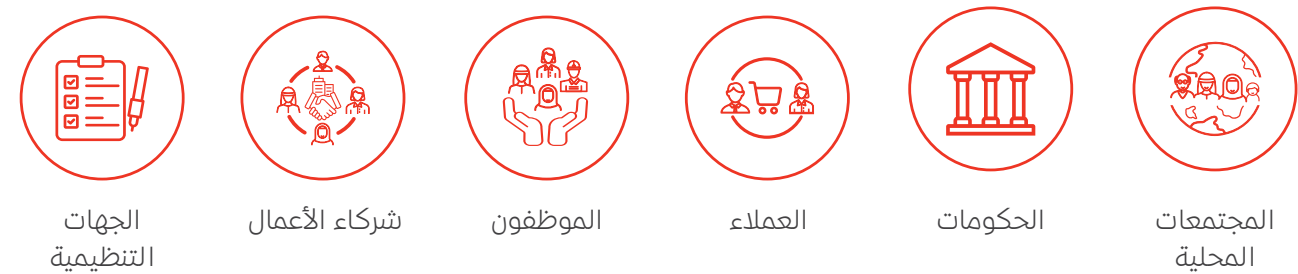 المجتمعات
المحلية
الحكومات
العملاء
الموظفون
شركاء الأعمال
الجهات
التنظيمية